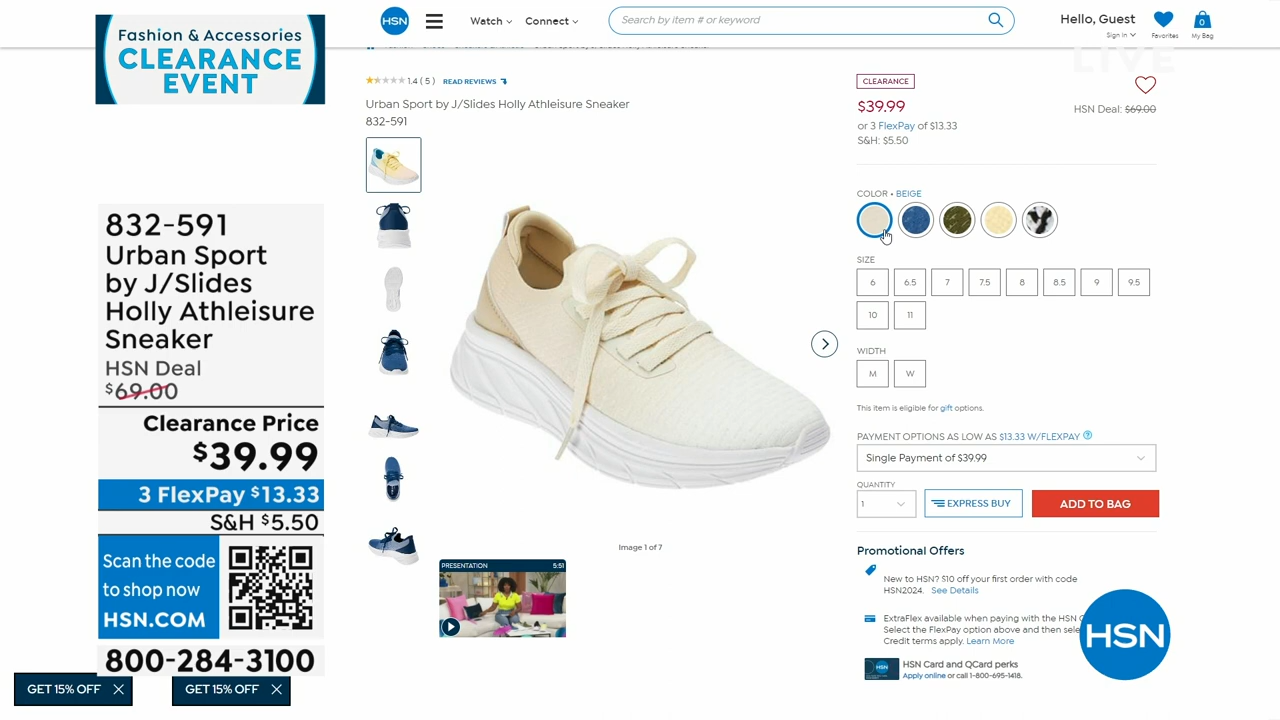 Fashion & Accessories
CLEARANCE
EVENT
HSN
Watch
Connect
Search by item # or keyword
Hello, Guest
Sign In
Favorites
0
My Bag
LIVE
1.4 ( 5 )
READ REVIEWS
Urban Sport by J/Slides Holly Athleisure Sneaker
832-591
CLEARANCE
$39.99
HSN Deal: $69.00
or 3 FlexPay of $13.33
S&H: $5.50
COLOR • BEIGE
SIZE
6
6.5
7
7.5
8
8.5
9
9.5
10
11
WIDTH
M
W
This item is eligible for gift options.
PAYMENT OPTIONS AS LOW AS $13.33 W/FLEXPAY
Single Payment of $39.99
QUANTITY
1
EXPRESS BUY
ADD TO BAG
Image 1 of 7
PRESENTATION
5:51
Promotional Offers
New to HSN? $10 off your first order with code
HSN2024. See Details
ExtraFlex available when paying with the HSN
Select the FlexPay option above and then
Credit terms apply. Learn More
HSN Card and QCard perks
Apply online or call 1-800-695-1418.
HSN
832-591
Urban Sport
by J/Slides
Holly Athleisure
Sneaker
HSN Deal
$69.00
Clearance Price
$39.99
3 FlexPay $13.33
S&H $5.50
Scan the code
to shop now
HSN.COM
800-284-3100
GET 15% OFF
GET 15% OFF